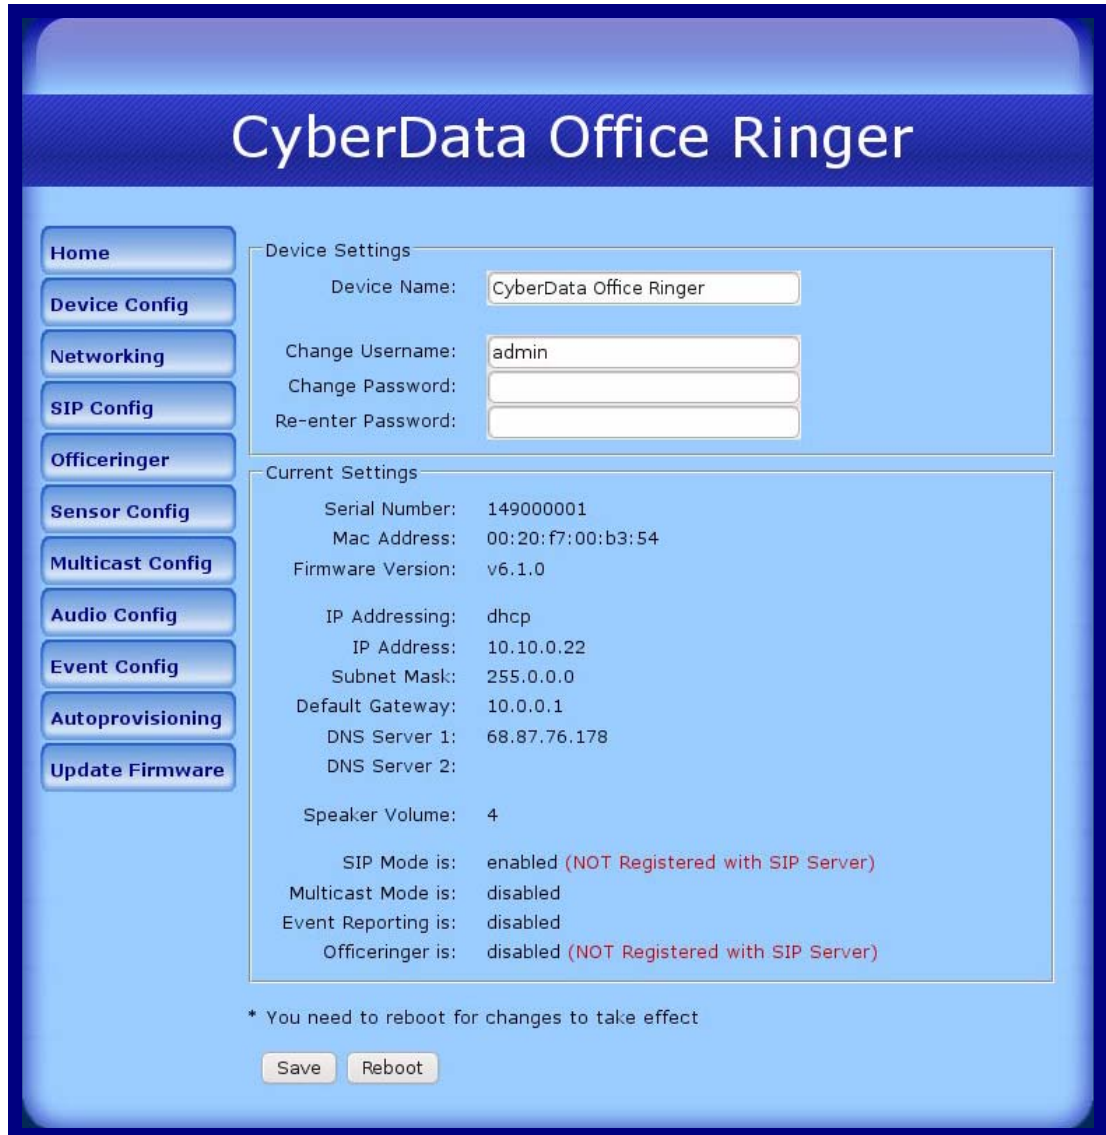 CyberData Office Ringer
Home
Device Config
Networking
SIP Config
Officeringer
Sensor Config
Multicast Config
Audio Config
Event Config
Autoprovisioning
Update Firmware
Device Settings
Device Name: CyberData Office Ringer
Change Username: admin
Change Password:
Re-enter Password:
Current Settings
Serial Number: 149000001
Mac Address: 00:20:f7:00:b3:54
Firmware Version: v6.1.0
IP Addressing: dhcp
IP Address: 10.10.0.22
Subnet Mask: 255.0.0.0
Default Gateway: 10.0.0.1
DNS Server 1: 68.87.76.178
DNS Server 2:
Speaker Volume: 4
SIP Mode is: enabled (NOT Registered with SIP Server)
Multicast Mode is: disabled
Event Reporting is: disabled
Officeringer is: disabled (NOT Registered with SIP Server)
* You need to reboot for changes to take effect
Save Reboot